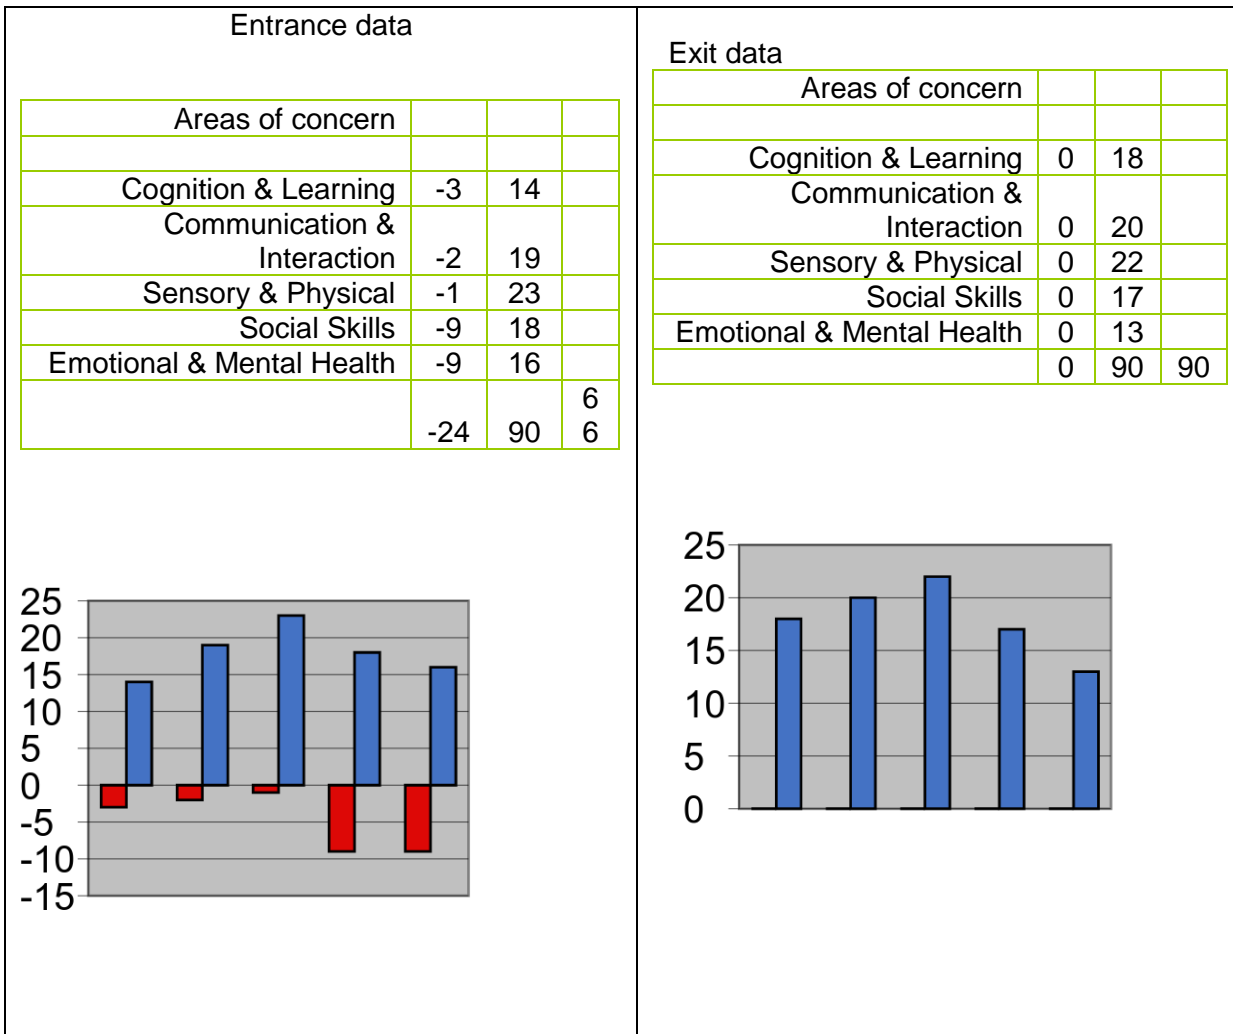 Entrance data
Areas of concern
Cognition & Learning -3 14
Communication &
Interaction -2 19
Sensory & Physical -1 23
Social Skills -9 18
Emotional & Mental Health -9 16
6
-24 90 6
25
20
15
10
5
0
-5
-10
-15
Exit data
Areas of concern
Cognition & Learning 0 18
Communication &
Interaction 0 20
Sensory & Physical 0 22
Social Skills 0 17
Emotional & Mental Health 0 13
0 90 90
25
20
15
10
5
0